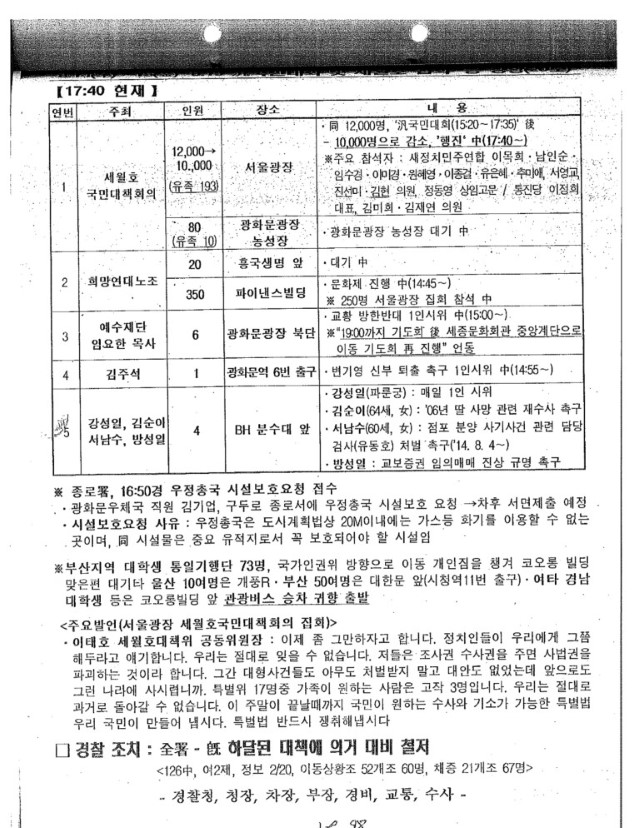 【17:40 현재】
연번 주최 인원 장소 내 용
1 세월호 국민대책회의 12,000→ 10,,000 (유족 193) 서울광장
· 同 12,000명, '汎국민대회(15:20~17:35)' 後
- 10,000명으로 감소, '행진' 中(17:40~)
※주요 참석자 : 새정치민주연합 이목희·남인순·
임수경·이미경·원혜영·이종걸·유은혜·추미애, 서영교,
진선미·김현 의원, 정동영 상임고문 / 통진당 이정희
대표, 김미희·김재연 의원
80 (유족 10) 광화문광장 농성장 · 광화문광장 농성장 대기 中
2 희망연대노조 20 흥국생명 앞 · 대기 中
350 파이낸스빌딩 · 문화제 진행 中(14:45~)
※ 250명 서울광장 집회 참석 中
3 예수재단 임요한 목사 6 광화문광장 북단
· 교황 방한반대 1인시위 中(15:00~)
※"19:00까지 기도회" 後 세종문화회관 중앙계단으로
이동 기도회 再 진행" 언동
4 김주석 1 광화문역 6번 출구 · 변기영 신부 퇴출 촉구 1인시위 中(14:55~)
5 강성일, 김순이 서남수, 방성일 4 BH 분수대 앞
· 강성일(파룬궁) : 매일 1인 시위
· 김순이(64세, 女) : '06년 딸 사망 관련 재수사 촉구
· 서남수(60세, 女) : 점포 분양 사기사건 관련 담당
검사(유동호) 처벌 촉구('14. 8. 4~)
· 방성일 : 교보증권 임의매매 진상 규명 촉구
※ 종로署, 16:50경 우정총국 시설보호요청 접수
· 광화문우체국 직원 김기업, 구두로 종로서에 우정총국 시설보호 요청 →차후 서면제출 예정
· 시설보호요청 사유 : 우정총국은 도시계획법상 20M이내에는 가스등 화기를 이용할 수 없는
곳이며, 同 시설물은 중요 유적지로서 꼭 보호되어야 할 시설임
※부산지역 대학생 통일기행단 73명, 국가인권위 방향으로 이동 개인짐을 챙겨 코오롱 빌딩
맞은편 대기타 울산 10여명은 개풍R·부산 50여명은 대한문 앞(시청역11번 출구)·여타 경남
대학생 등은 코오롱빌딩 앞 관광버스 승차 귀향 출발
<주요발언(서울광장 세월호국민대책회의 집회)>
· 이태호 세월호대책위 공동위원장 : 이제 좀 그만하자고 합니다. 정치인들이 우리에게 그쯤
해두라고 얘기합니다. 우리는 절대로 잊을 수 없습니다. 저들은 조사권 수사권을 주면 사법권을
파괴하는 것이라 합니다. 그간 대형사건들도 아무도 처벌받지 말고 대안도 없었는데 앞으로도
그런 나라에 사시렵니까. 특별위 17명중 가족이 원하는 사람은 고작 3명입니다. 우리는 절대로
과거로 돌아갈 수 없습니다. 이 주말이 끝날때까지 국민이 원하는 수사와 기소가 가능한 특별법
우리 국민이 만들어 냅시다. 특별법 반드시 쟁취해냅시다
□ 경찰 조치 : 全署 - 旣 하달된 대책에 의거 대비 철저
<126中, 여2제, 정보 2/20, 이동상황조 52개조 60명, 채증 21개조 67명>
- 경찰청, 청장, 차장, 부장, 경비, 교통, 수사 -